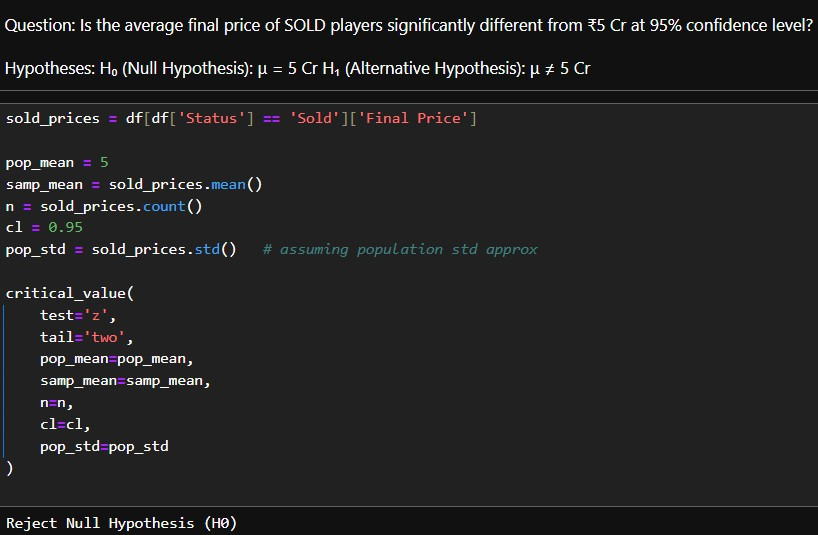 Question: Is the average final price of SOLD players significantly different from ₹5 Cr at 95% confidence level?
Hypotheses: H₀ (Null Hypothesis): μ = 5 Cr H₁ (Alternative Hypothesis): μ ≠ 5 Cr
sold_prices = df[df['Status'] == 'Sold']['Final Price']
pop_mean = 5
samp_mean = sold_prices.mean()
n = sold_prices.count()
cl = 0.95
pop_std = sold_prices.std()   # assuming population std approx
critical_value(
    test='z',
    tail='two',
    pop_mean=pop_mean,
    samp_mean=samp_mean,
    n=n,
    cl=cl,
    pop_std=pop_std
)
Reject Null Hypothesis (H0)